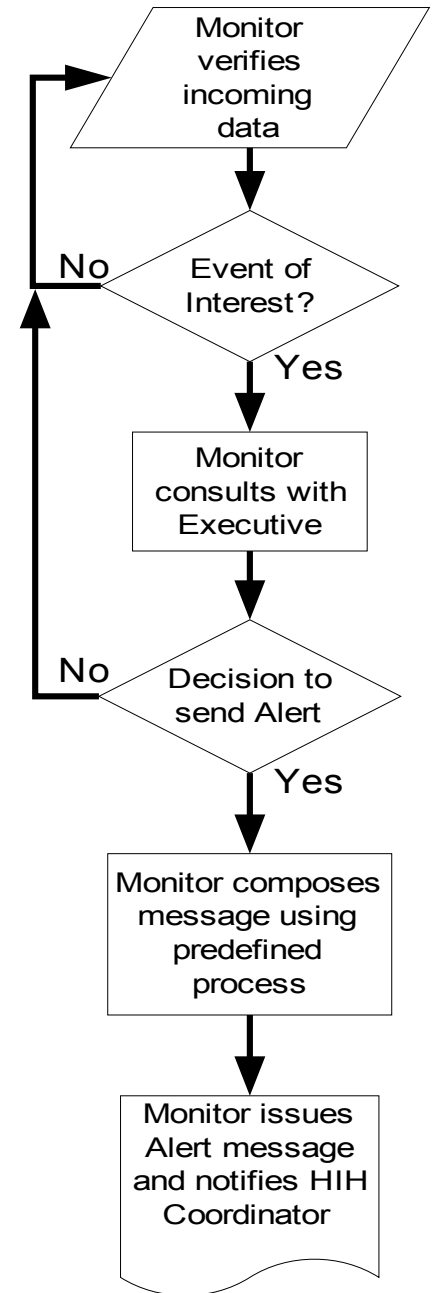 Monitor
verifies
incoming
data
No
Event of
Interest?
Yes
Monitor
consults with
Executive
No
Decision to
send Alert
Yes
Monitor composes
message using
predefined
process
Monitor issues
Alert message
and notifies HIH
Coordinator